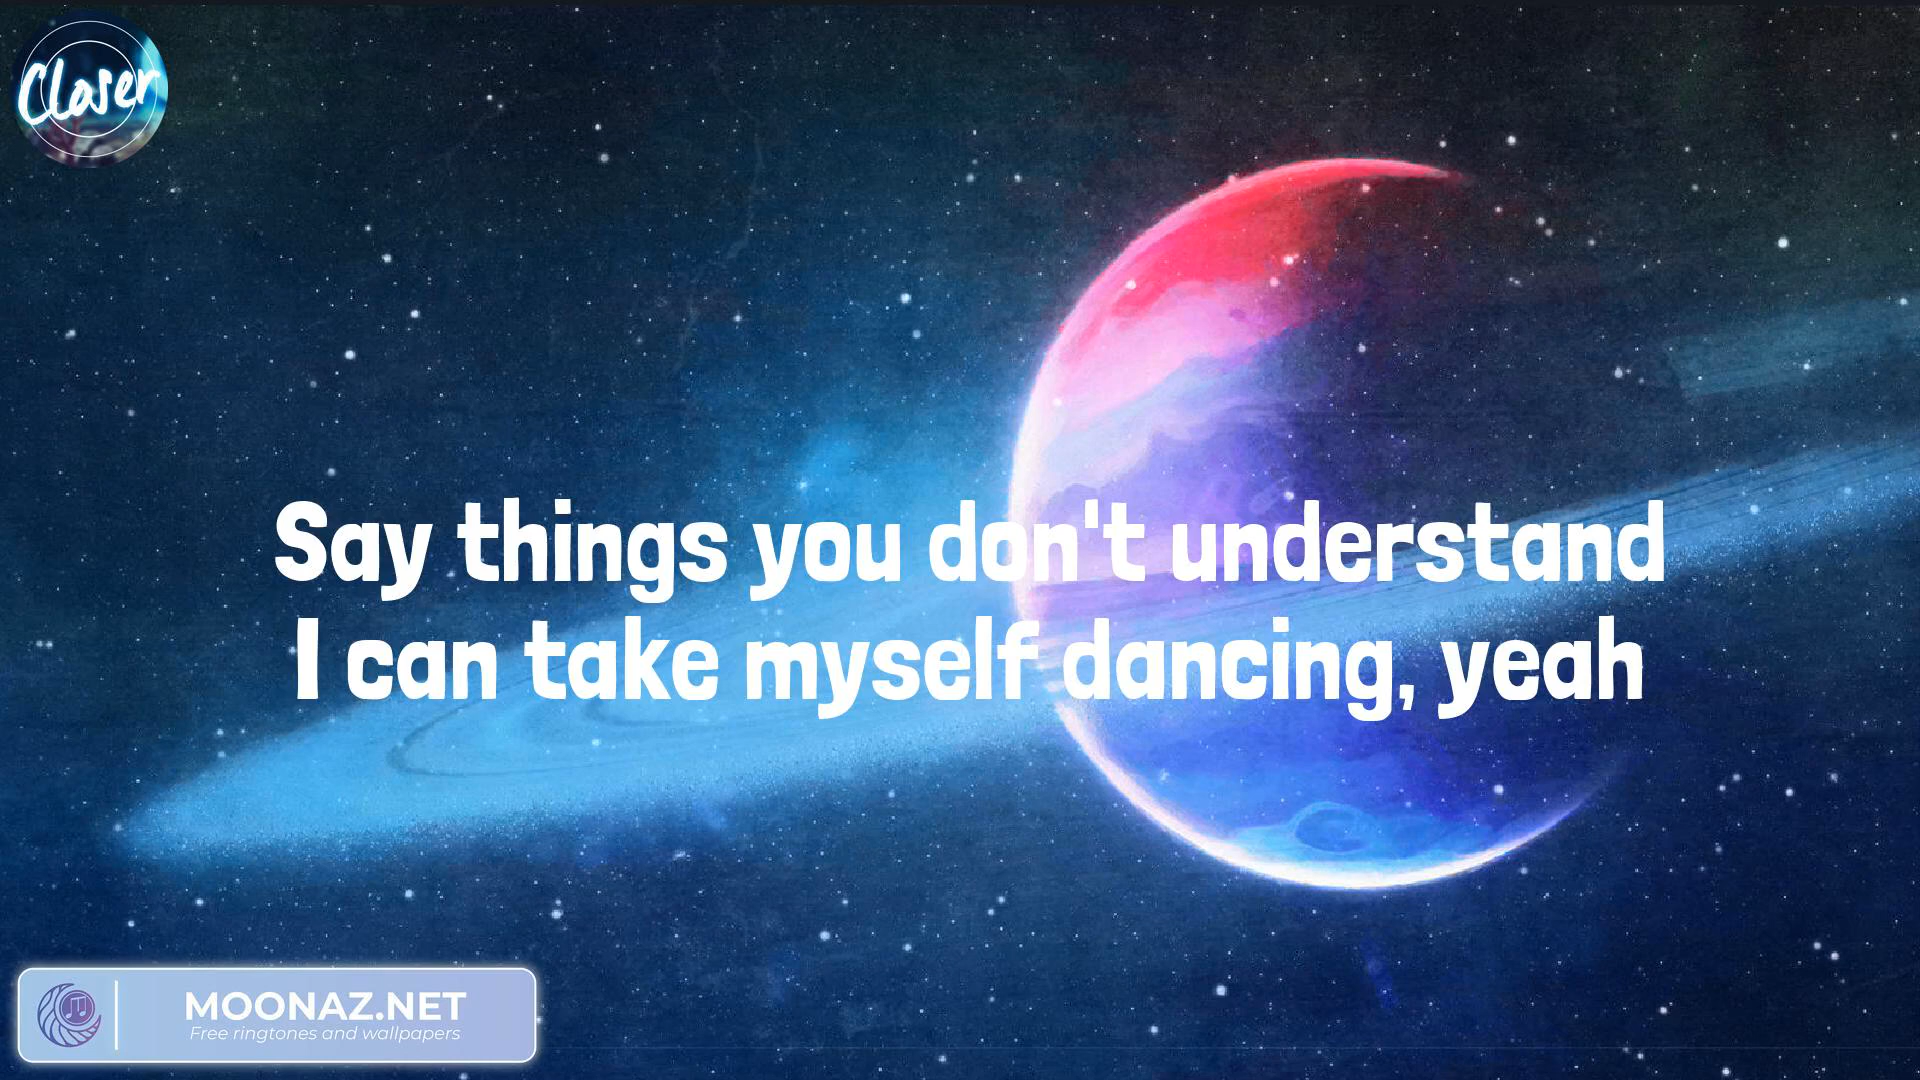 Closer
Say things you don't understand
I can take myself dancing, yeah
MOONAZ.NET
Free ringtones and wallpapers